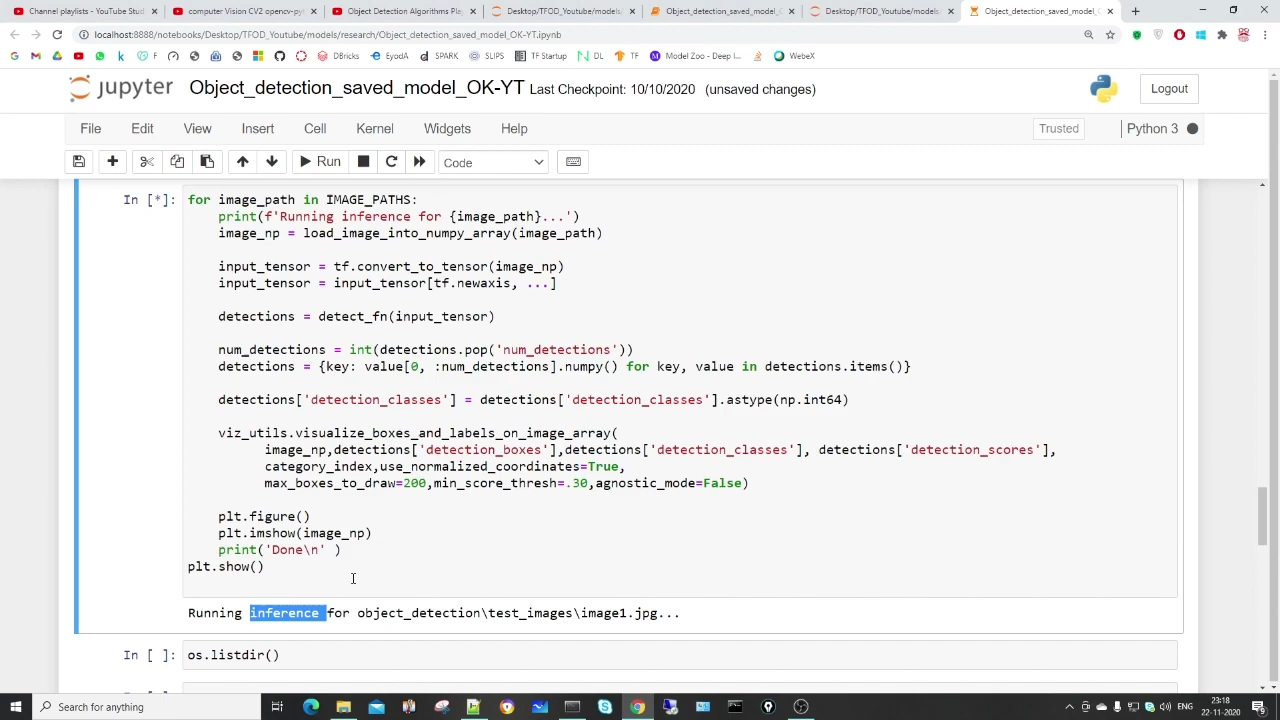 Channel playlists - YouTube Studi
computer Vision CV2 openvv-pyth
Object Detection Algorithms Play
Desktop/TFOD_Youtube/models/
Object_detection_saved_model_
Desktop/TFOD_Youtube/models/
Object_detection_saved_model_O
localhost:8888/notebooks/Desktop/TFOD_Youtube/models/research/Object_detection_saved_model_OK-YT.ipynb
F
DBricks
EyodA
SPARK
SLIPS
TF Startup
DL
TF
Model Zoo - Deep l...
WebeX
jupyter Object_detection_saved_model_OK-YT Last Checkpoint: 10/10/2020 (unsaved changes)
Logout
File Edit View Insert Cell Kernel Widgets Help
Trusted
Python 3
Run
Code
In [*]: for image_path in IMAGE_PATHS:
print(f'Running inference for {image_path}...')
image_np = load_image_into_numpy_array(image_path)
input_tensor = tf.convert_to_tensor(image_np)
input_tensor = input_tensor[tf.newaxis, ...]
detections = detect_fn(input_tensor)
num_detections = int(detections.pop('num_detections'))
detections = {key: value[0, :num_detections].numpy() for key, value in detections.items()}
detections['detection_classes'] = detections['detection_classes'].astype(np.int64)
viz_utils.visualize_boxes_and_labels_on_image_array(
image_np,detections['detection_boxes'],detections['detection_classes'], detections['detection_scores'],
category_index,use_normalized_coordinates=True,
max_boxes_to_draw=200,min_score_thresh=.30,agnostic_mode=False)
plt.figure()
plt.imshow(image_np)
print('Done\n' )
plt.show()
Running inference for object_detection\test_images\image1.jpg...
In [ ]: os.listdir()
Search for anything
ENG
23:18
22-11-2020